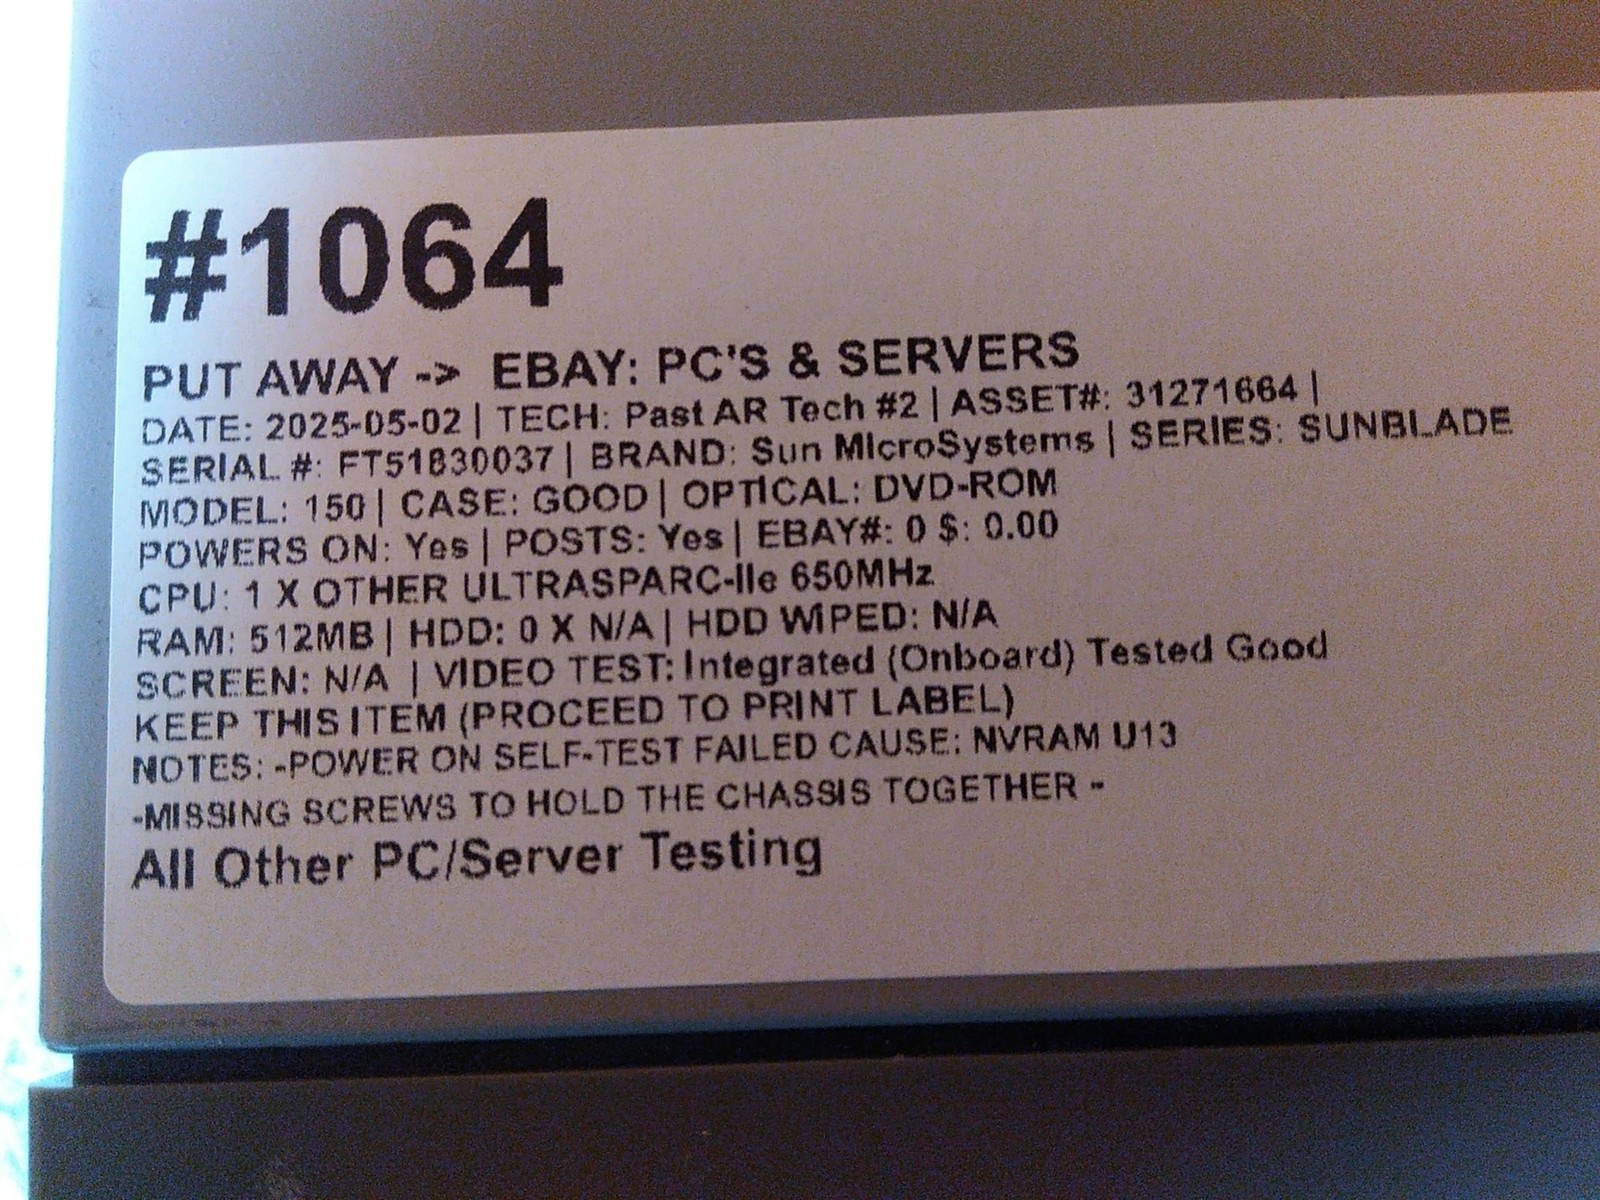 #1064
PUT AWAY -> EBAY: PC'S & SERVERS
DATE: 2025-05-02 | TECH: Past AR Tech #2 | ASSET#: 31271664 |
SERIAL #: FT51830037 | BRAND: Sun MIcroSystems | SERIES: SUNBLADE
MODEL: 150 | CASE: GOOD | OPTICAL: DVD-ROM
POWERS ON: Yes | POSTS: Yes | EBAY#: 0 $: 0.00
CPU: 1 X OTHER ULTRASPARC-IIe 650MHz
RAM: 512MB | HDD: 0 X N/A | HDD WIPED: N/A
SCREEN: N/A | VIDEO TEST: Integrated (Onboard) Tested Good
KEEP THIS ITEM (PROCEED TO PRINT LABEL)
NOTES: -POWER ON SELF-TEST FAILED CAUSE: NVRAM U13
-MISSING SCREWS TO HOLD THE CHASSIS TOGETHER -
All Other PC/Server Testing